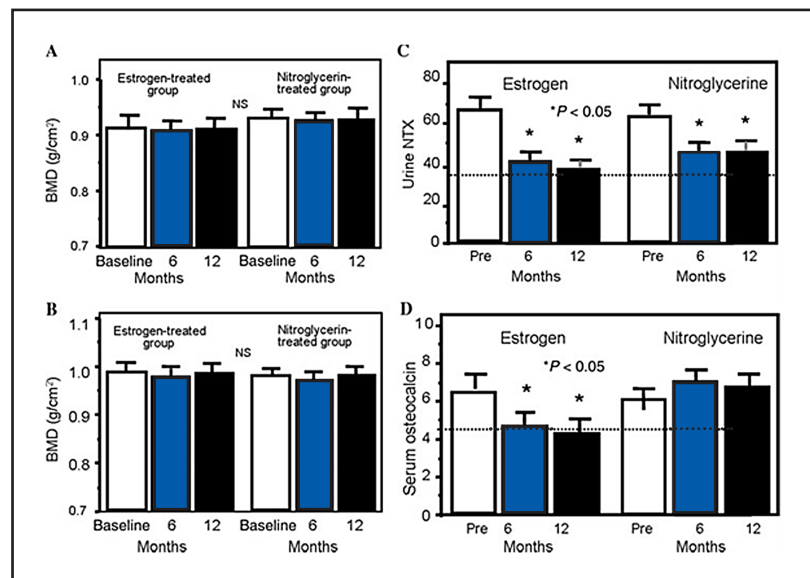 A
Estrogen-treated
group
Nitroglycerin-
treated group
NS
1.0
0.9
0.8
0.7
BMD (g/cm²)
Baseline 6 12 Baseline 6 12
Months Months
B
Estrogen-treated
group
Nitroglycerin-
treated group
NS
1.1
1.0
0.9
0.8
0.7
BMD (g/cm²)
Baseline 6 12 Baseline 6 12
Months Months
C
Estrogen Nitroglycerine
*P < 0.05
* * * *
80
60
40
20
0
Urine NTX
Pre 6 12 Pre 6 12
Months Months
D
Estrogen Nitroglycerine
*P < 0.05
* *
10
8
6
4
2
0
Serum osteocalcin
Pre 6 12 Pre 6 12
Months Months